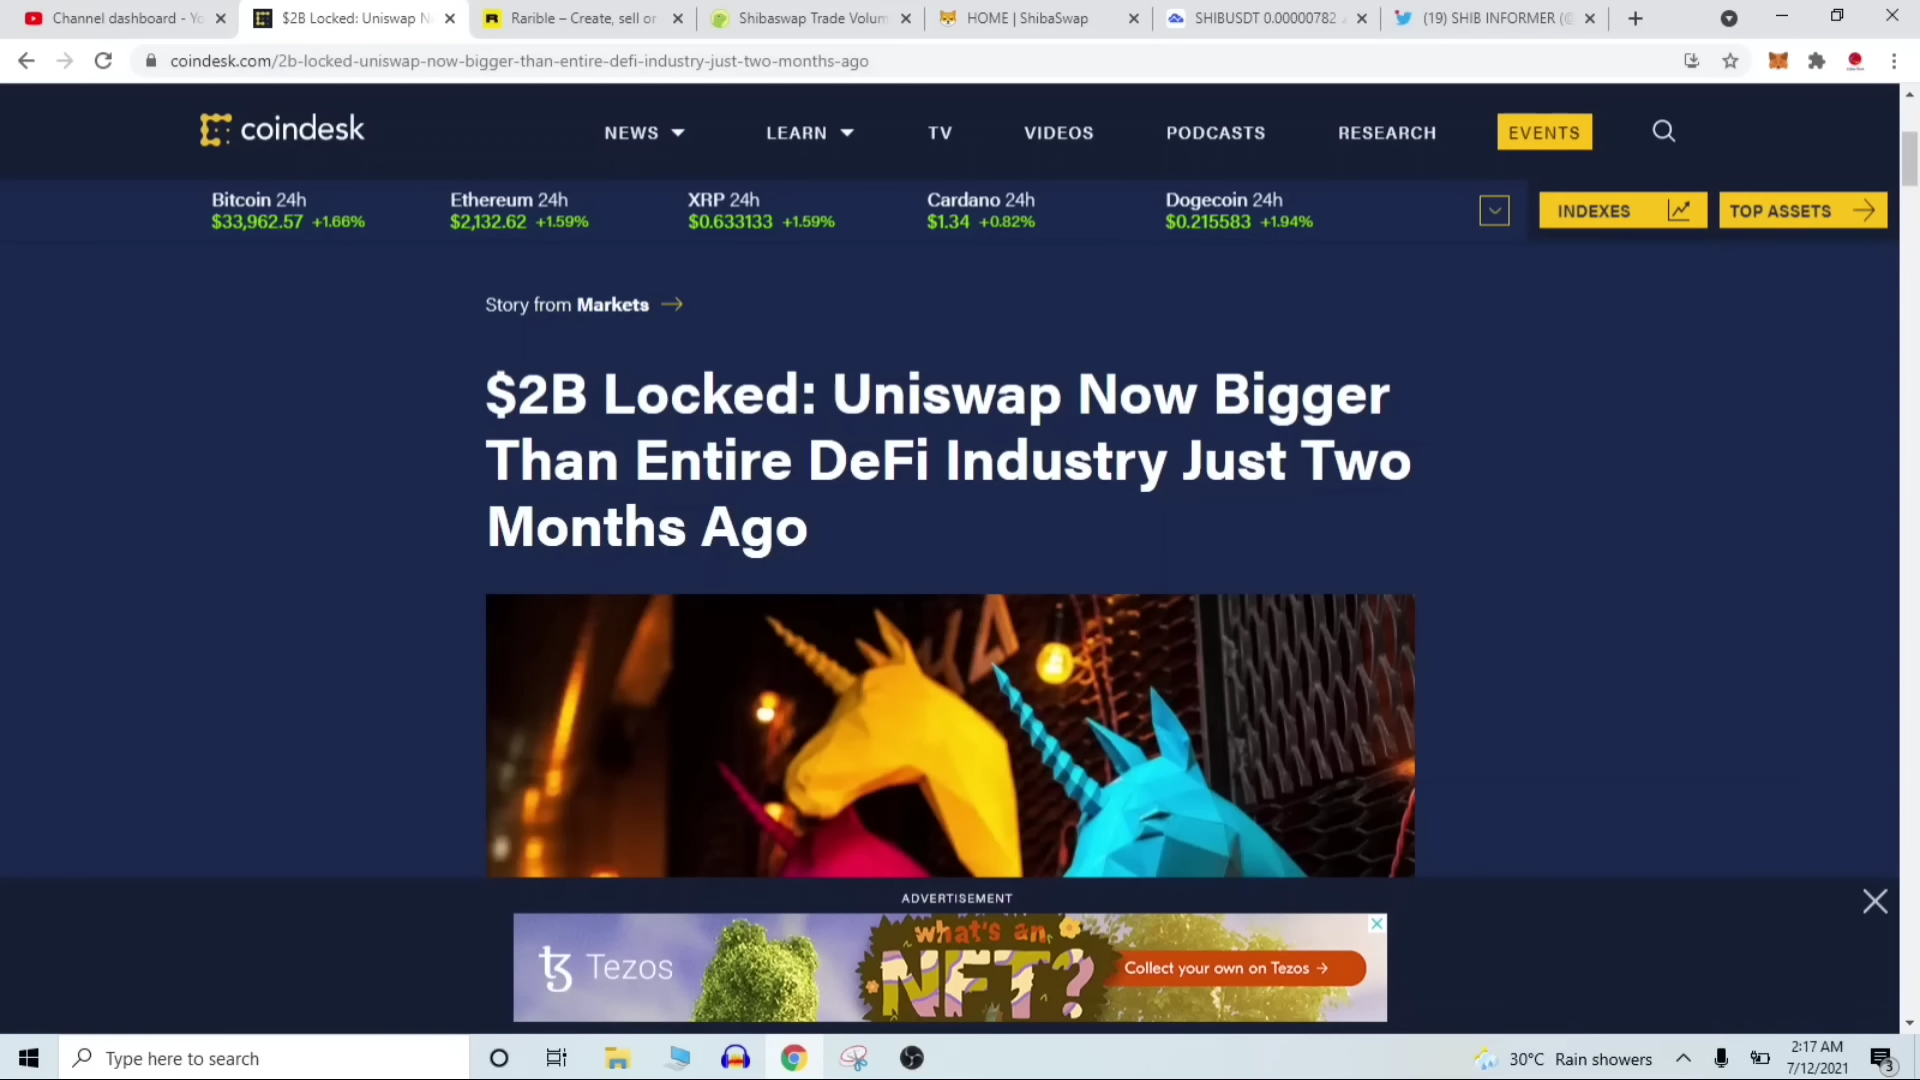 Channel dashboard - Yo
$2B Locked: Uniswap N
Rarible – Create, sell or
Shibaswap Trade Volum
HOME | ShibaSwap
SHIBUSDT 0.00000782
(19) SHIB INFORMER (@
coindesk.com/2b-locked-uniswap-now-bigger-than-entire-defi-industry-just-two-months-ago
coindesk
NEWS
LEARN
TV
VIDEOS
PODCASTS
RESEARCH
EVENTS
Bitcoin 24h
$33,962.57 +1.66%
Ethereum 24h
$2,132.62 +1.59%
XRP 24h
$0.633133 +1.59%
Cardano 24h
$1.34 +0.82%
Dogecoin 24h
$0.215583 +1.94%
INDEXES
TOP ASSETS
Story from Markets
$2B Locked: Uniswap Now Bigger
Than Entire DeFi Industry Just Two
Months Ago
ADVERTISEMENT
Tezos
what's an
NFT?
Collect your own on Tezos
Type here to search
30°C Rain showers
2:17 AM
7/12/2021
3